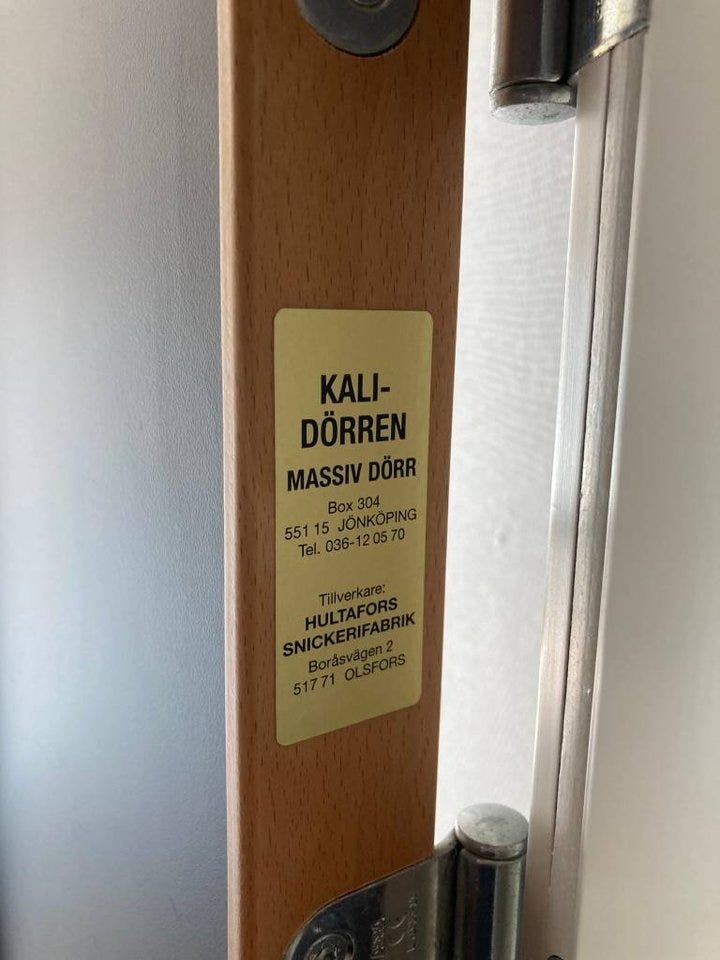 KALI-
DÖRREN
MASSIV DÖRR
Box 304
551 15 JÖNKÖPING
Tel. 036-12 05 70
Tillverkare:
HULTAFORS
SNICKERIFABRIK
Boråsvägen 2
517 71 OLSFORS
CE